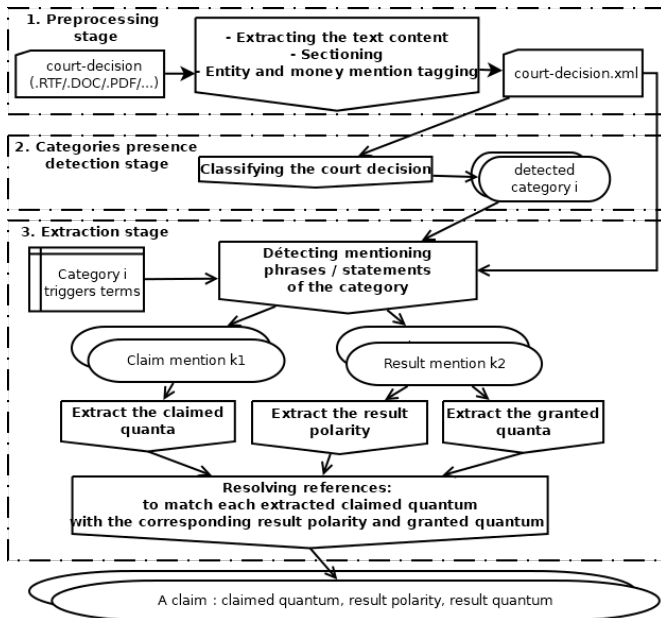 1. Preprocessing
stage
court-decision
(.RTF/.DOC/.PDF/...)
- Extracting the text content
- Sectioning
- Entity and money mention tagging
court-decision.xml
2. Categories presence
detection stage
Classifying the court decision
detected
category i
3. Extraction stage
Category i
triggers terms
Détecting mentioning
phrases / statements
of the category
Claim mention k1
Result mention k2
Extract the claimed
quanta
Extract the result
polarity
Extract the granted
quanta
Resolving references:
to match each extracted claimed quantum
with the corresponding result polarity and granted quantum
A claim : claimed quantum, result polarity, result quantum